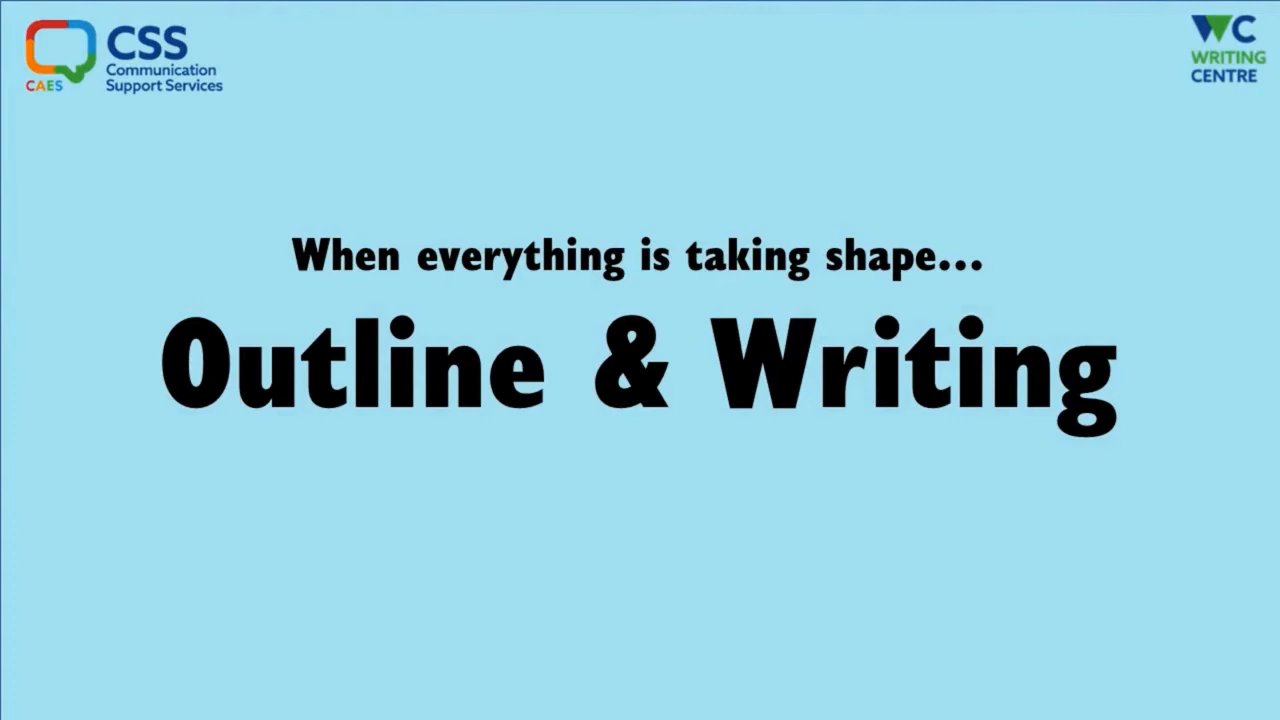 CSS
Communication
Support Services
CAES
WC
WRITING
CENTRE
When everything is taking shape...
Outline & Writing